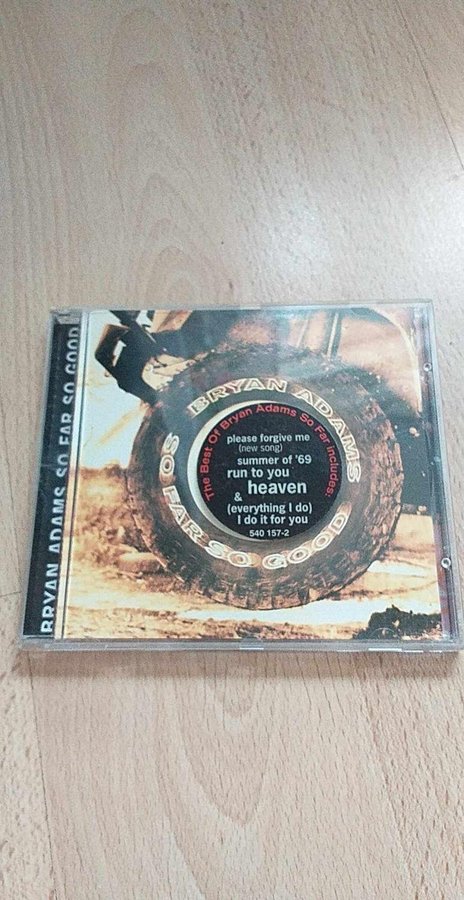 BRYAN ADAMS SO FAR SO GOOD
BRYAN ADAMS
SO FAR SO GOOD
The Best Of Bryan Adams So Far includes:
please forgive me
(new song)
summer of '69
run to you
heaven
&
(everything I do)
I do it for you
540 157-2